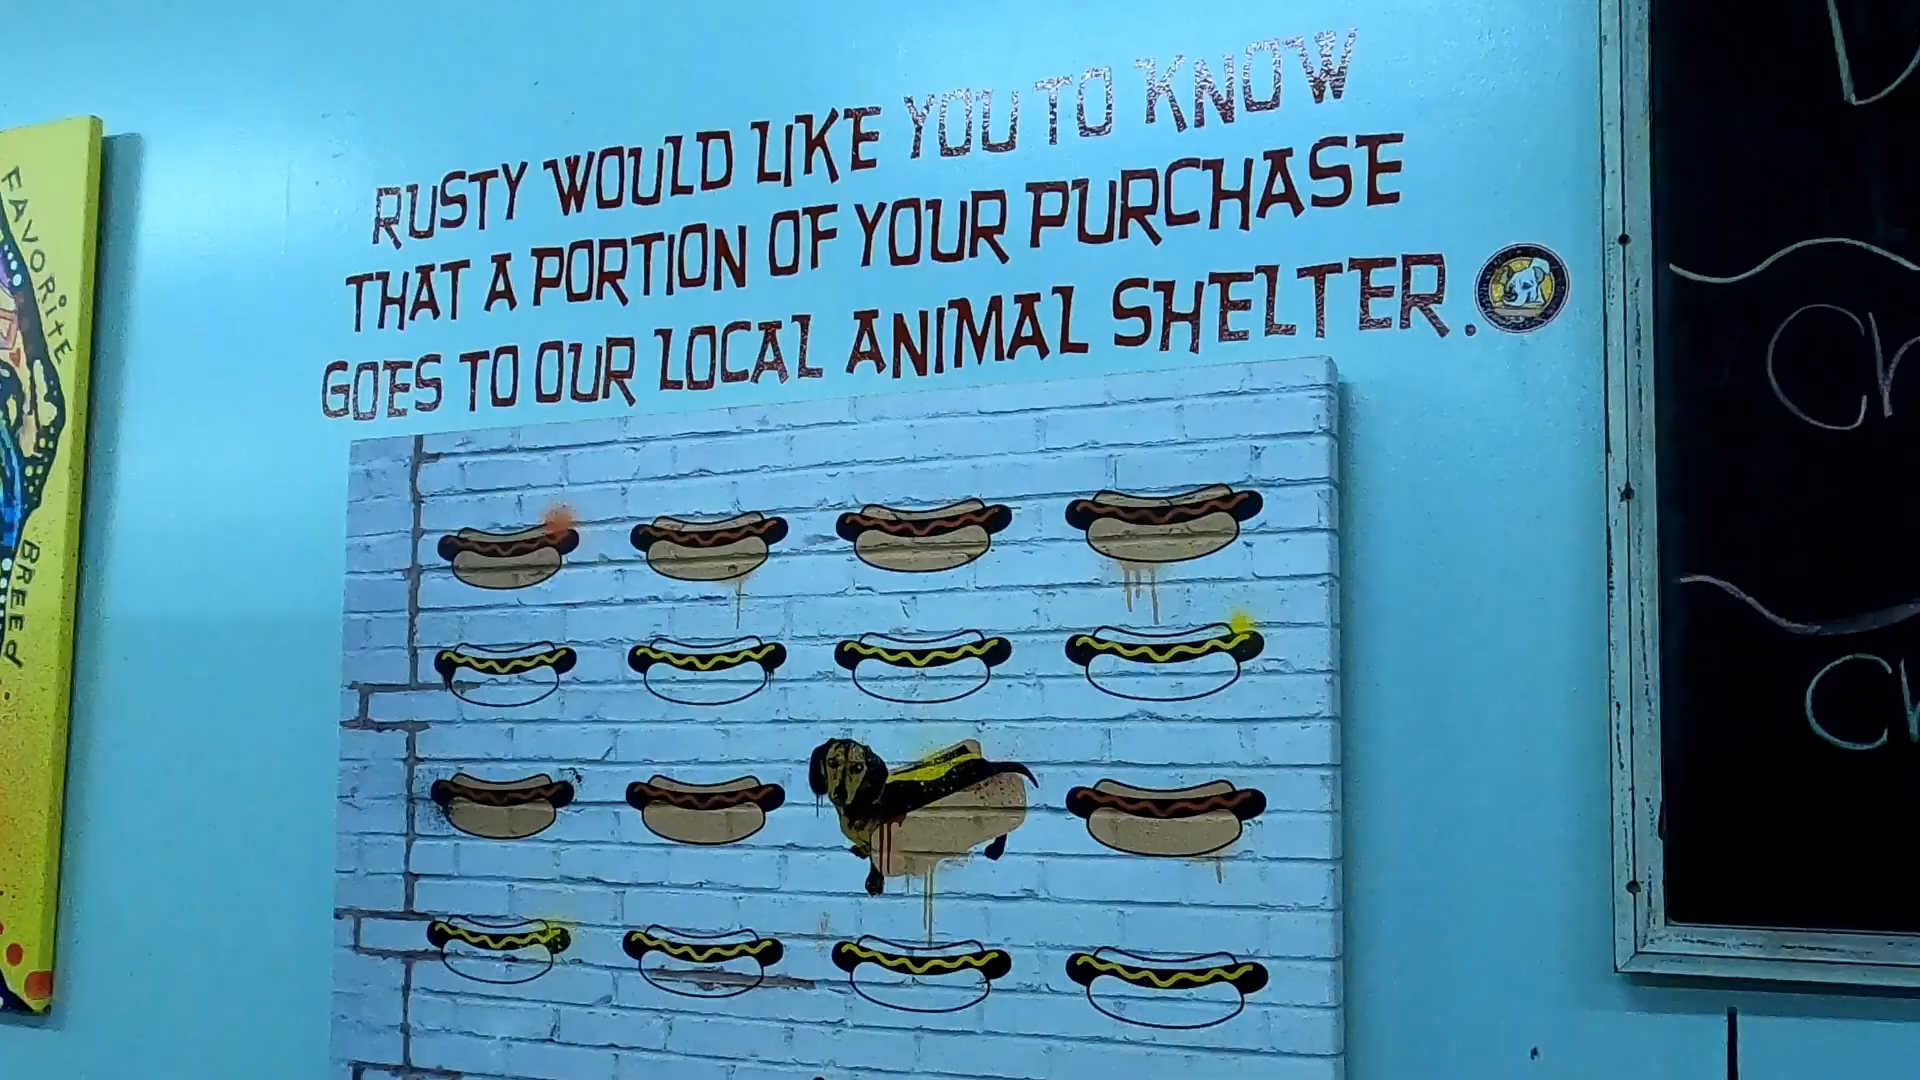 RUSTY WOULD LIKE YOU TO KNOW
THAT A PORTION OF YOUR PURCHASE
GOES TO OUR LOCAL ANIMAL SHELTER.
FAVORITE
BREED